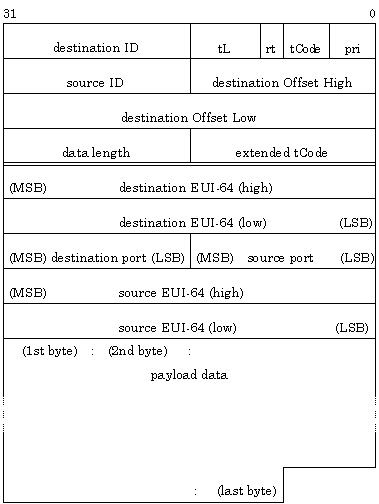 31 0
destination ID tL rt tCode pri
source ID destination Offset High
destination Offset Low
data length extended tCode
(MSB) destination EUI-64 (high)
destination EUI-64 (low) (LSB)
(MSB) destination port (LSB) (MSB) source port (LSB)
(MSB) source EUI-64 (high)
source EUI-64 (low) (LSB)
(1st byte) : (2nd byte) :
payload data
: (last byte)